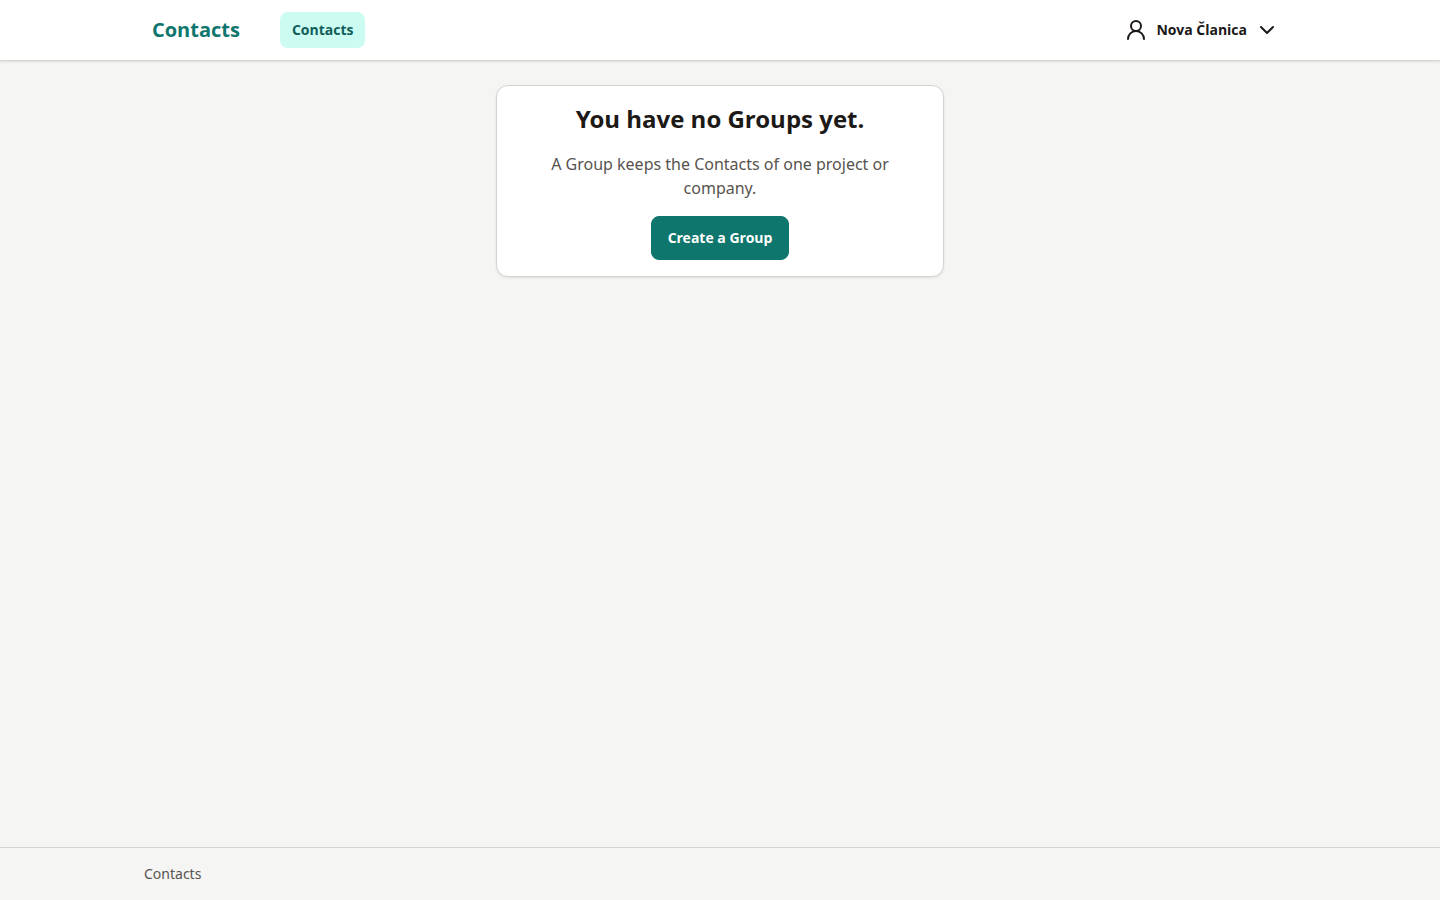 Contacts
Contacts
Nova Članica
You have no Groups yet.
A Group keeps the Contacts of one project or
company.
Create a Group
Contacts